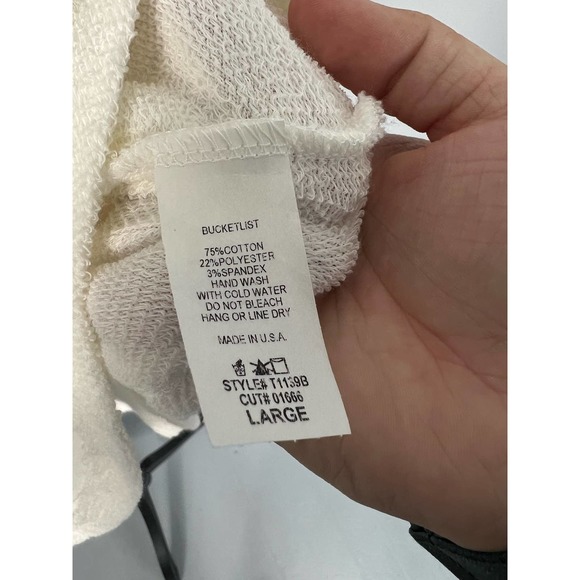 BUCKETLIST
75%COTTON
22%POLYESTER
3%SPANDEX
HAND WASH
WITH COLD WATER
DO NOT BLEACH
HANG OR LINE DRY
MADE IN U.S.A.
STYLE# T1139B
CUT# 01666
LARGE